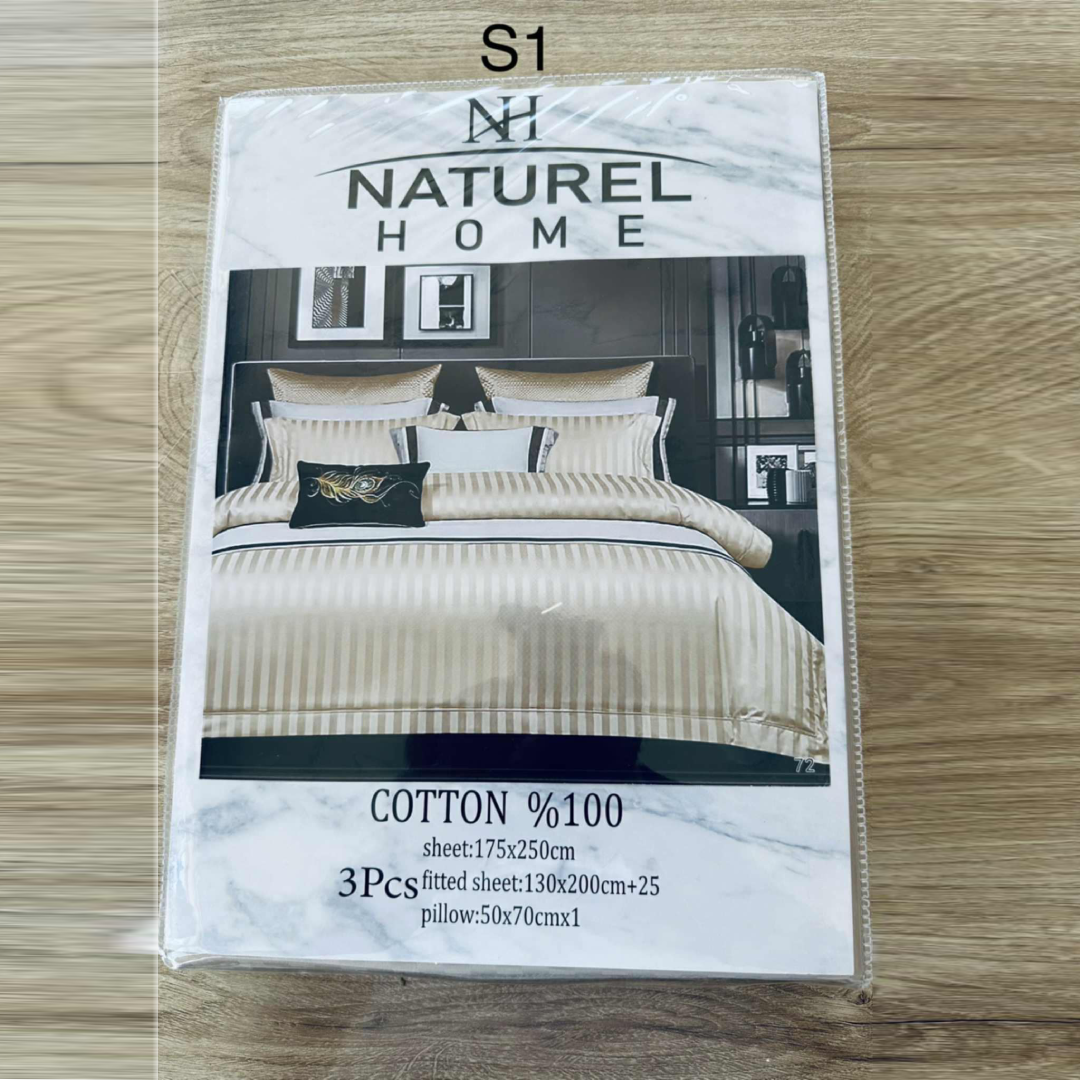 S1
NH
NATUREL
HOME
72
COTTON %100
sheet:175x250cm
3Pcs fitted sheet:130x200cm+25
pillow:50x70cmx1